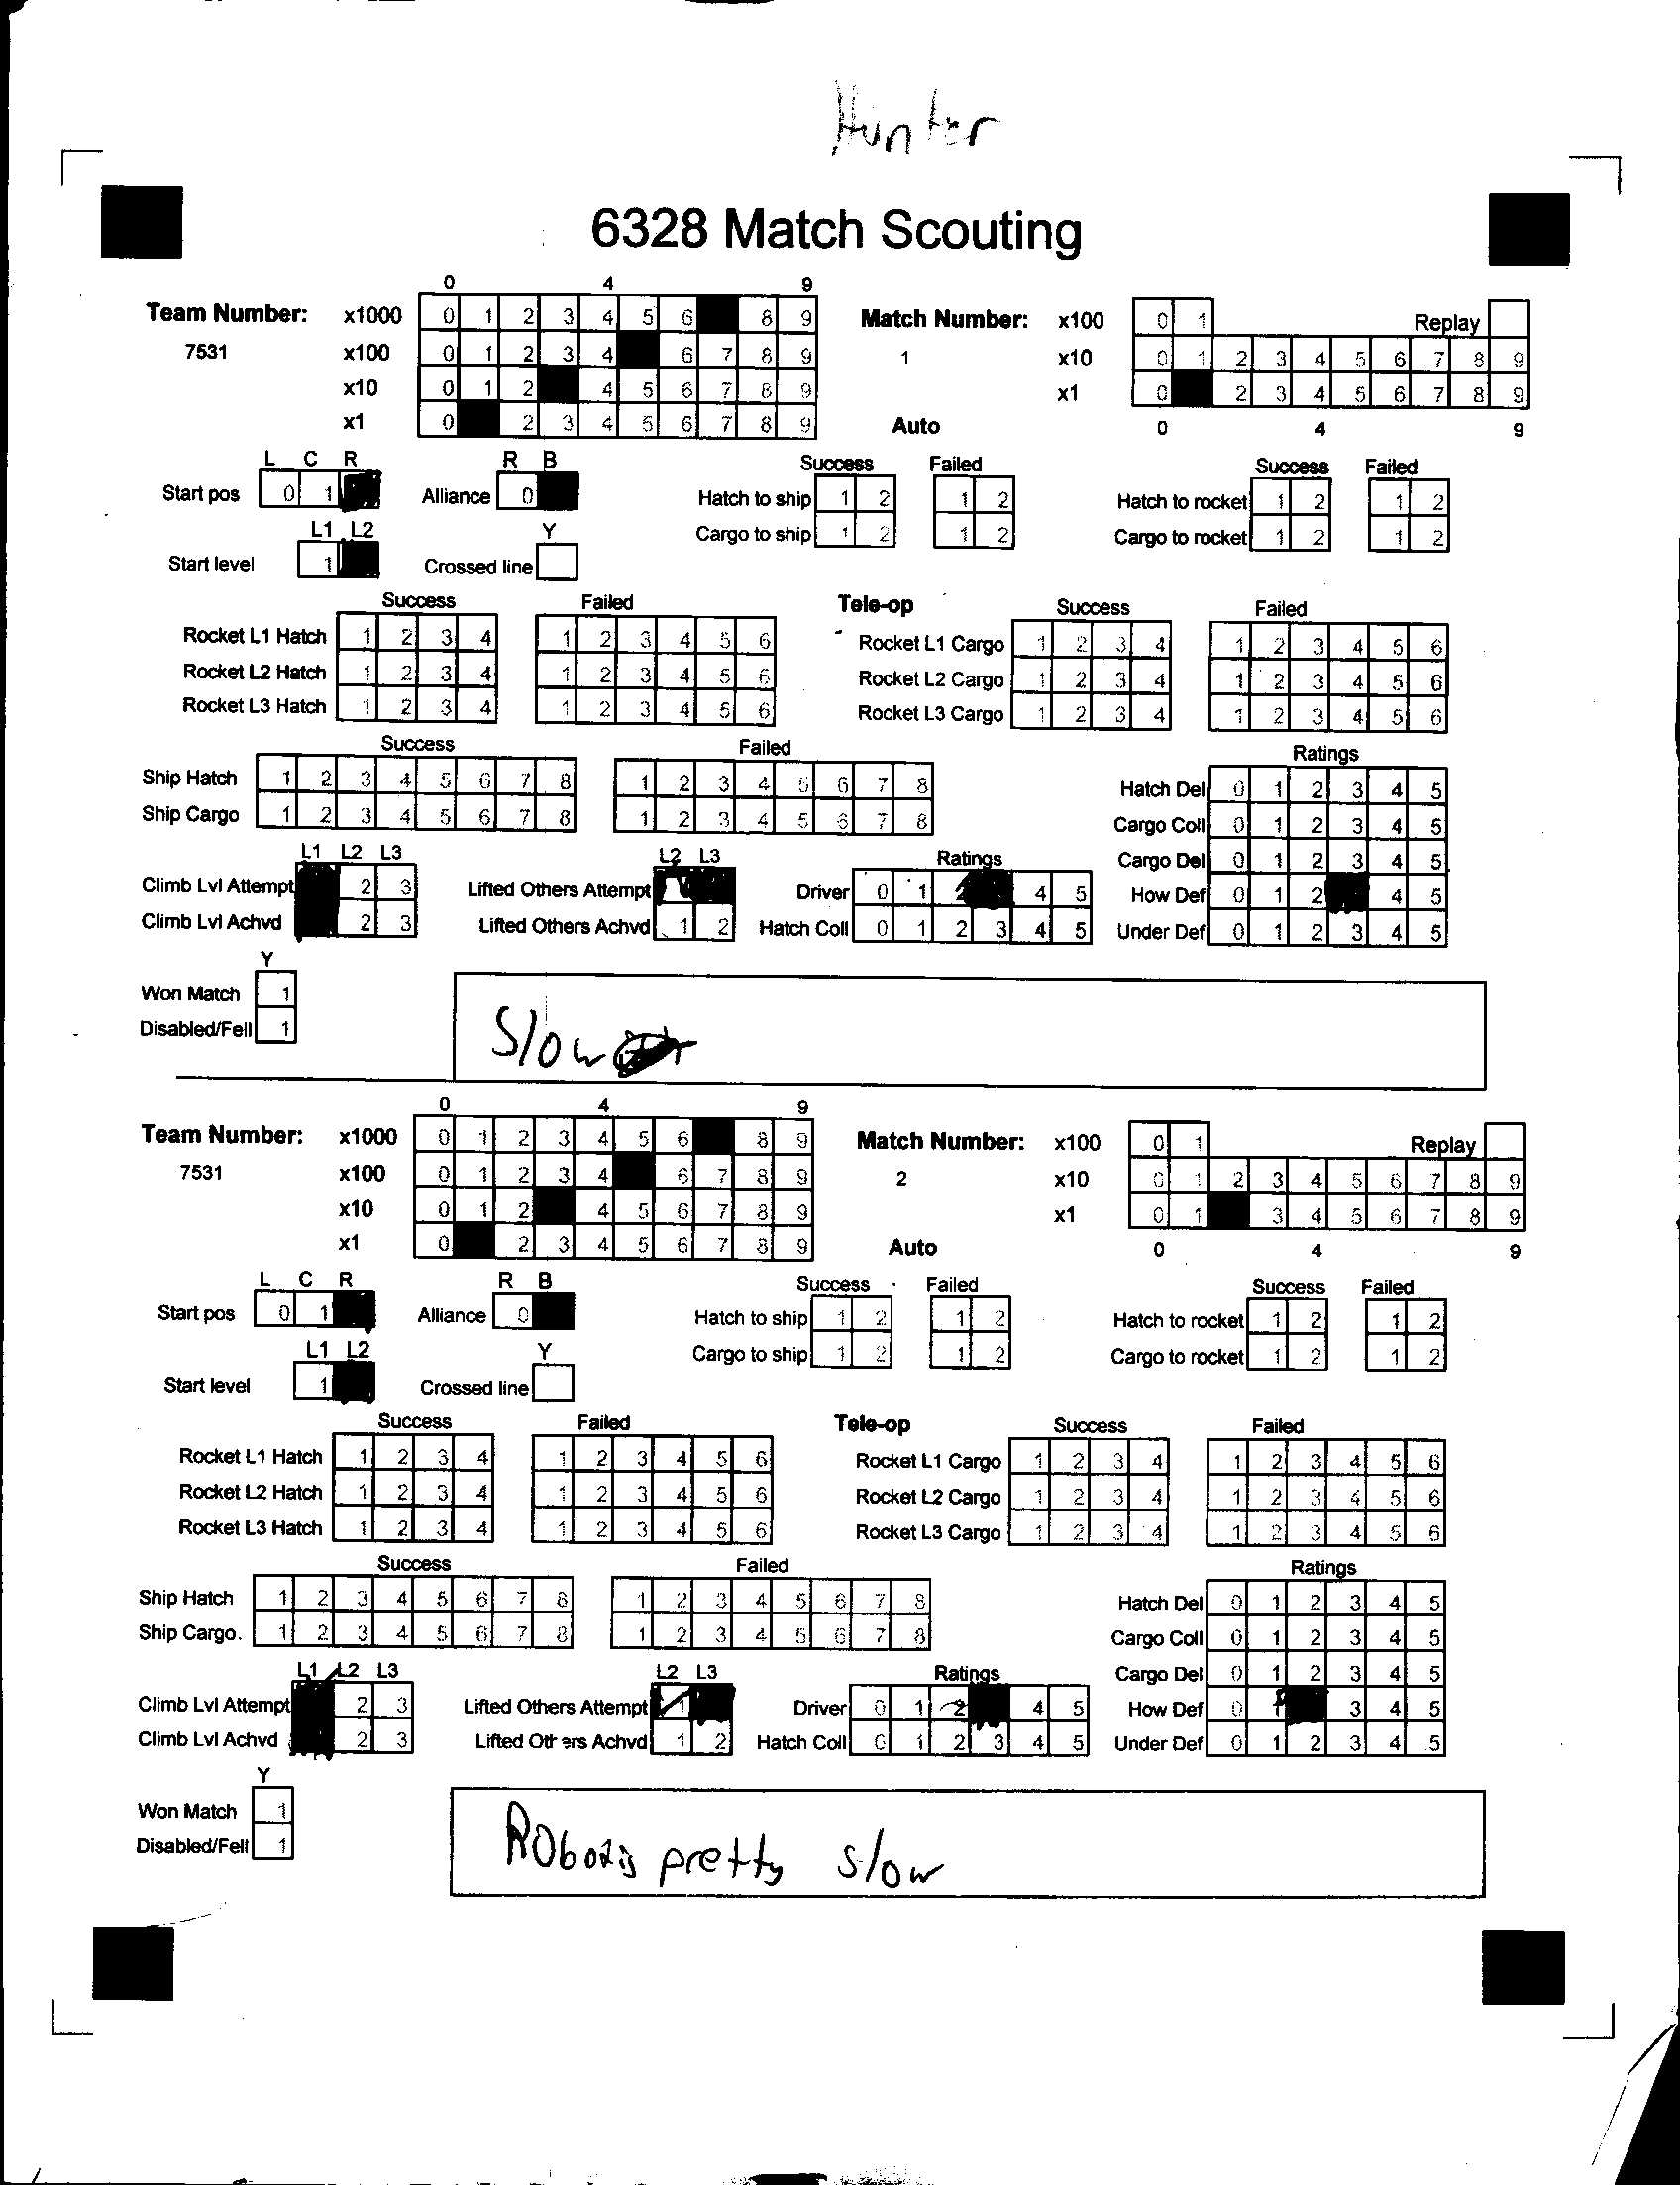 Hunter
6328 Match Scouting
0 4 9
Team Number: x1000 0 1 2 3 4 5 6 8 9 Match Number: x100 0 1 Replay
7531 x100 0 1 2 3 4 6 7 8 9 1 x10 0 1 2 3 4 5 6 7 8 9
x10 0 1 2 4 5 6 7 8 9 x1 0 2 3 4 5 6 7 8 9
x1 0 2 3 4 5 6 7 8 9 Auto 0 4 9
L C R R B Success Failed Success Failed
Start pos 0 1 Alliance 0 Hatch to ship 1 2 1 2 Hatch to rocket 1 2 1 2
L1 L2 Y Cargo to ship 1 2 1 2 Cargo to rocket 1 2 1 2
Start level 1 Crossed line
Success Failed Tele-op Success Failed
Rocket L1 Hatch 1 2 3 4 1 2 3 4 5 6 Rocket L1 Cargo 1 2 3 4 1 2 3 4 5 6
Rocket L2 Hatch 1 2 3 4 1 2 3 4 5 6 Rocket L2 Cargo 1 2 3 4 1 2 3 4 5 6
Rocket L3 Hatch 1 2 3 4 1 2 3 4 5 6 Rocket L3 Cargo 1 2 3 4 1 2 3 4 5 6
Success Failed Ratings
Ship Hatch 1 2 3 4 5 6 7 8 1 2 3 4 5 6 7 8 Hatch Del 0 1 2 3 4 5
Ship Cargo 1 2 3 4 5 6 7 8 1 2 3 4 5 6 7 8 Cargo Coll 0 1 2 3 4 5
L1 L2 L3 L2 L3 Ratings Cargo Del 0 1 2 3 4 5
Climb Lvl Attempt 2 3 Lifted Others Attempt Driver 0 1 2 4 5 How Def 0 1 2 4 5
Climb Lvl Achvd 2 3 Lifted Others Achvd 1 2 Hatch Coll 0 1 2 3 4 5 Under Def 0 1 2 3 4 5
Y
Won Match 1
Disabled/Fell 1
Slow
0 4 9
Team Number: x1000 0 1 2 3 4 5 6 8 9 Match Number: x100 0 1 Replay
7531 x100 0 1 2 3 4 6 7 8 9 2 x10 0 1 2 3 4 5 6 7 8 9
x10 0 1 2 4 5 6 7 8 9 x1 0 1 3 4 5 6 7 8 9
x1 0 2 3 4 5 6 7 8 9 Auto 0 4 9
L C R R B Success Failed Success Failed
Start pos 0 1 Alliance 0 Hatch to ship 1 2 1 2 Hatch to rocket 1 2 1 2
L1 L2 Y Cargo to ship 1 2 1 2 Cargo to rocket 1 2 1 2
Start level 1 Crossed line
Success Failed Tele-op Success Failed
Rocket L1 Hatch 1 2 3 4 1 2 3 4 5 6 Rocket L1 Cargo 1 2 3 4 1 2 3 4 5 6
Rocket L2 Hatch 1 2 3 4 1 2 3 4 5 6 Rocket L2 Cargo 1 2 3 4 1 2 3 4 5 6
Rocket L3 Hatch 1 2 3 4 1 2 3 4 5 6 Rocket L3 Cargo 1 2 3 4 1 2 3 4 5 6
Success Failed Ratings
Ship Hatch 1 2 3 4 5 6 7 8 1 2 3 4 5 6 7 8 Hatch Del 0 1 2 3 4 5
Ship Cargo 1 2 3 4 5 6 7 8 1 2 3 4 5 6 7 8 Cargo Coll 0 1 2 3 4 5
L1 L2 L3 L2 L3 Ratings Cargo Del 0 1 2 3 4 5
Climb Lvl Attempt 2 3 Lifted Others Attempt 1 Driver 0 1 2 4 5 How Def 0 1 3 4 5
Climb Lvl Achvd 2 3 Lifted Others Achvd 1 2 Hatch Coll 0 1 2 3 4 5 Under Def 0 1 2 3 4 5
Y
Won Match 1
Disabled/Fell 1
Robot is pretty slow